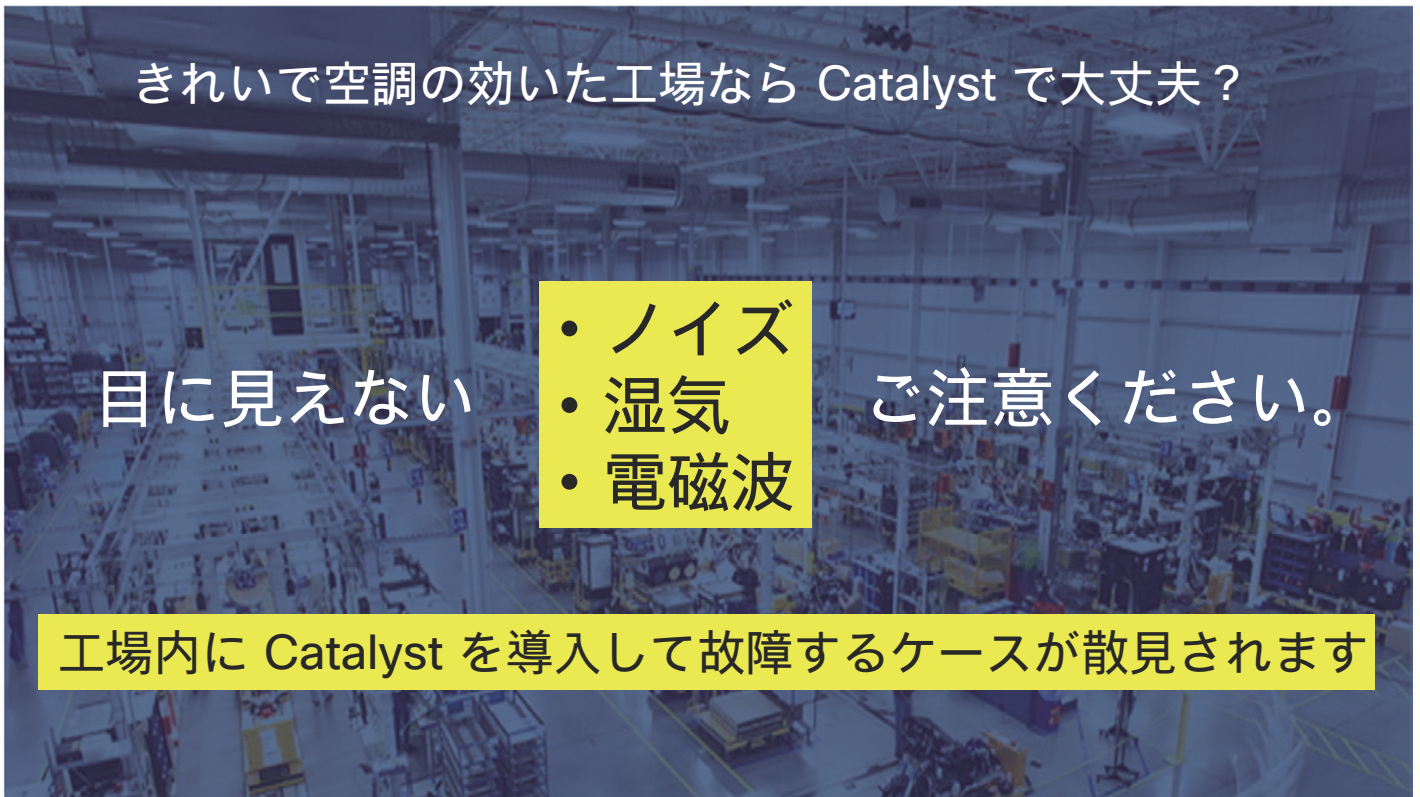 きれいで空調の効いた工場なら Catalyst で大丈夫？
目に見えない
・ノイズ
・湿気
・電磁波
ご注意ください。
工場内に Catalyst を導入して故障するケースが散見されます